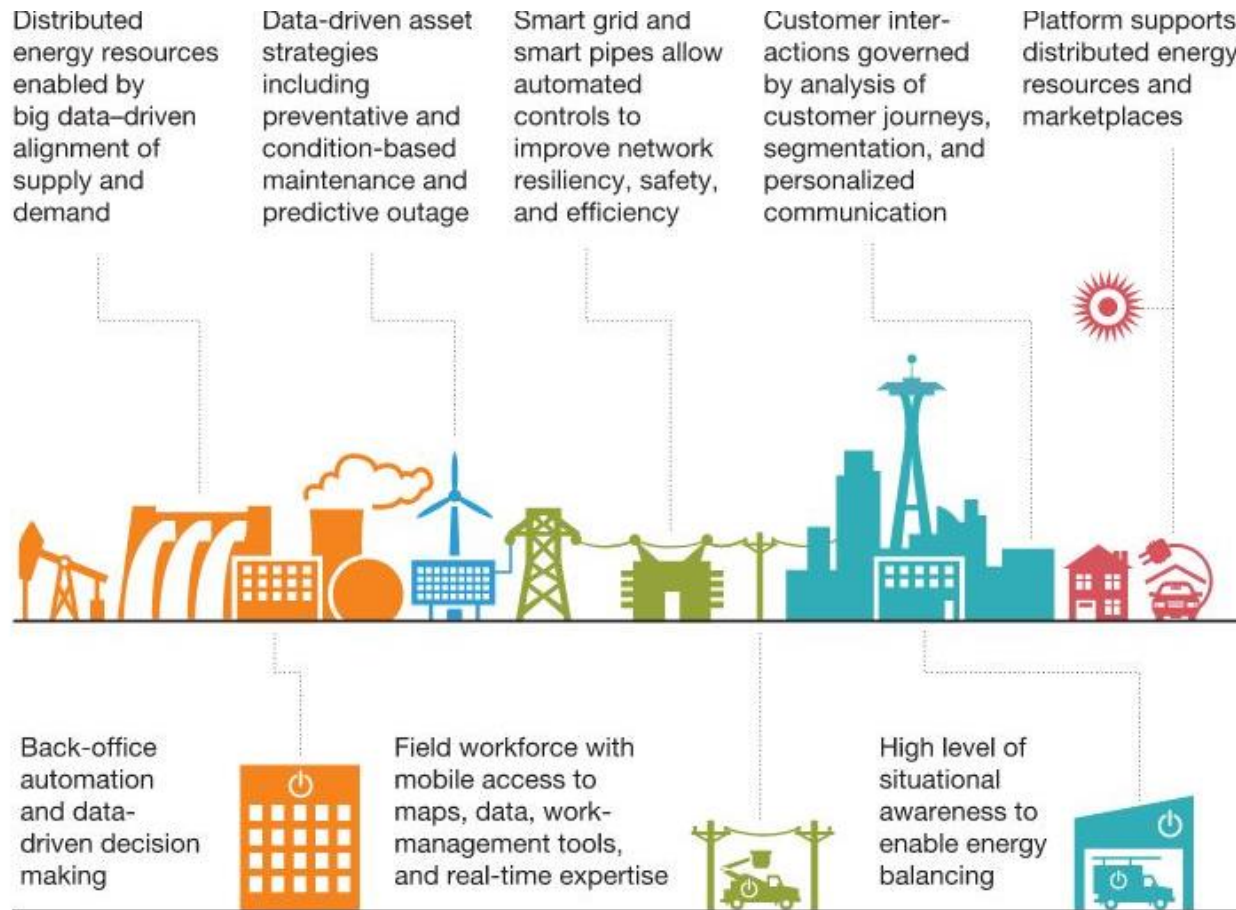 Distributed
energy resources
enabled by
big data–driven
alignment of
supply and
demand
Data-driven asset
strategies
including
preventative and
condition-based
maintenance and
predictive outage
Smart grid and
smart pipes allow
automated
controls to
improve network
resiliency, safety,
and efficiency
Customer inter-
actions governed
by analysis of
customer journeys,
segmentation, and
personalized
communication
Platform supports
distributed energy
resources and
marketplaces
Back-office
automation
and data-
driven decision
making
Field workforce with
mobile access to
maps, data, work-
management tools,
and real-time expertise
High level of
situational
awareness to
enable energy
balancing